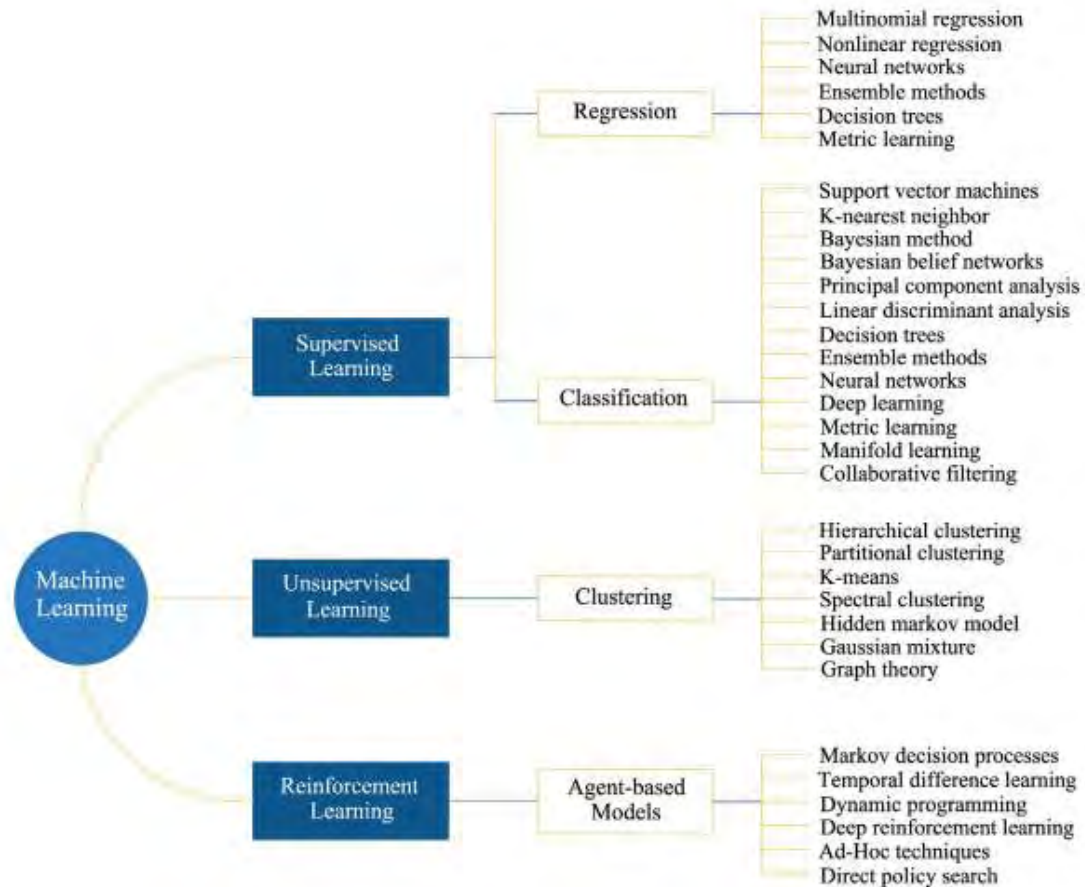 Machine
Learning
Supervised
Learning
Regression
Multinomial regression
Nonlinear regression
Neural networks
Ensemble methods
Decision trees
Metric learning
Classification
Support vector machines
K-nearest neighbor
Bayesian method
Bayesian belief networks
Principal component analysis
Linear discriminant analysis
Decision trees
Ensemble methods
Neural networks
Deep learning
Metric learning
Manifold learning
Collaborative filtering
Unsupervised
Learning
Clustering
Hierarchical clustering
Partitional clustering
K-means
Spectral clustering
Hidden markov model
Gaussian mixture
Graph theory
Reinforcement
Learning
Agent-based
Models
Markov decision processes
Temporal difference learning
Dynamic programming
Deep reinforcement learning
Ad-Hoc techniques
Direct policy search